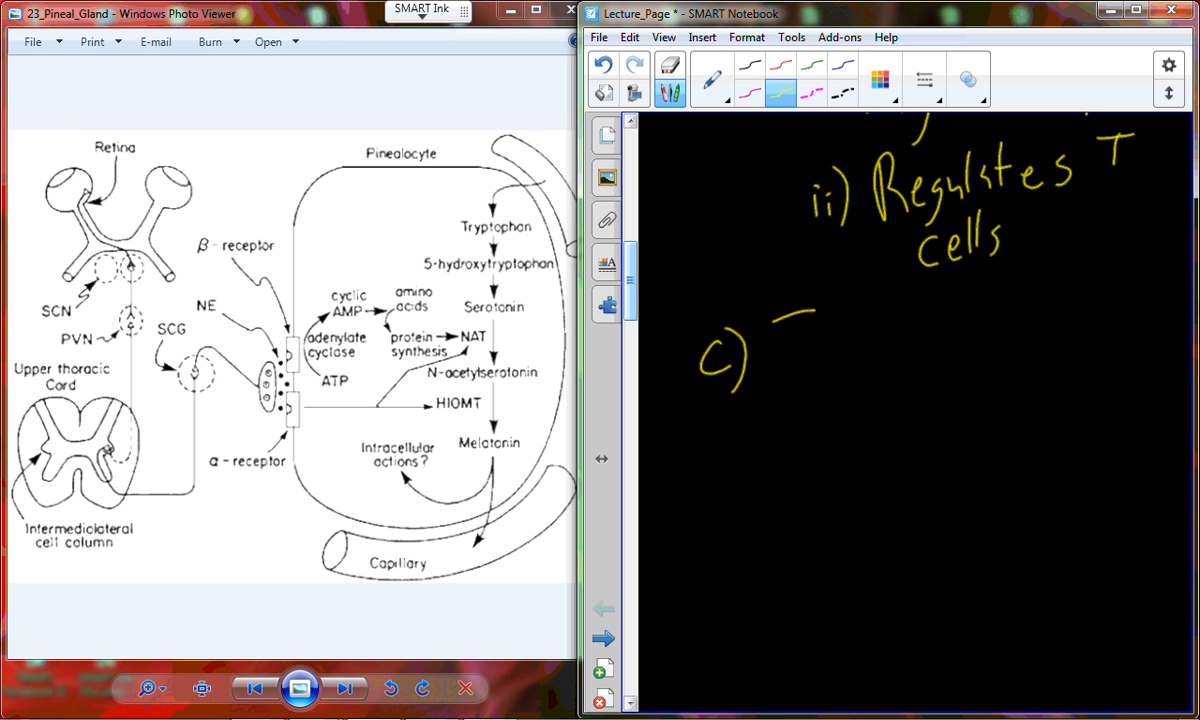 23_Pineal_Gland - Windows Photo Viewer
SMART Ink
File Print E-mail Burn Open
Retina
Pinealocyte
β-receptor
Tryptophan
5-hydroxytryptophan
SCN
NE
cyclic AMP
amino acids
Serotonin
PVN
SCG
adenylate cyclase
protein synthesis
NAT
Upper thoracic
Cord
ATP
N-acetylserotonin
HIOMT
α-receptor
Intracellular
actions?
Melatonin
Intermediolateral
cell column
Capillary
Lecture_Page * - SMART Notebook
File Edit View Insert Format Tools Add-ons Help
ii) Regulates T
cells
c)